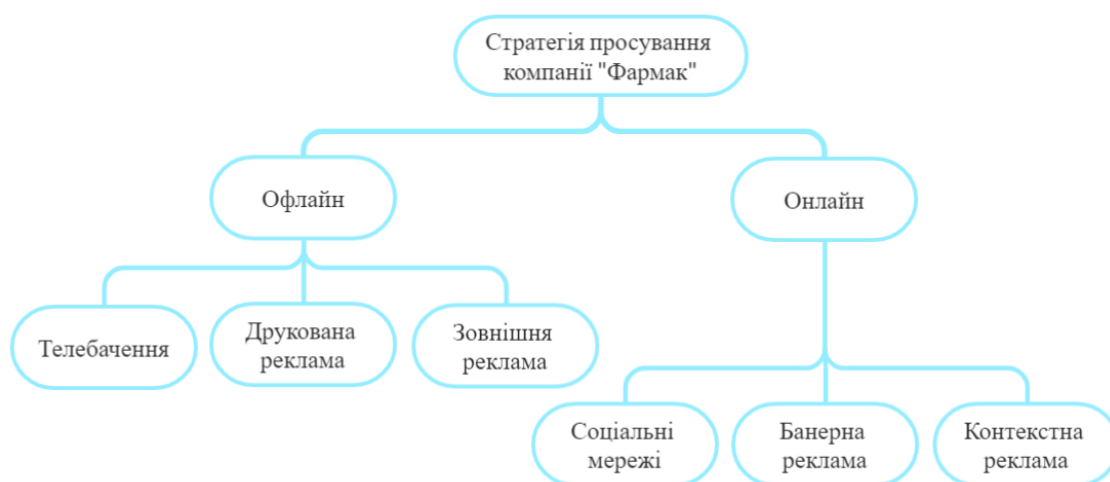 Стратегія просування
компанії "Фармак"
Офлайн
Онлайн
Телебачення
Друкована
реклама
Зовнішня
реклама
Соціальні
мережі
Банерна
реклама
Контекстна
реклама